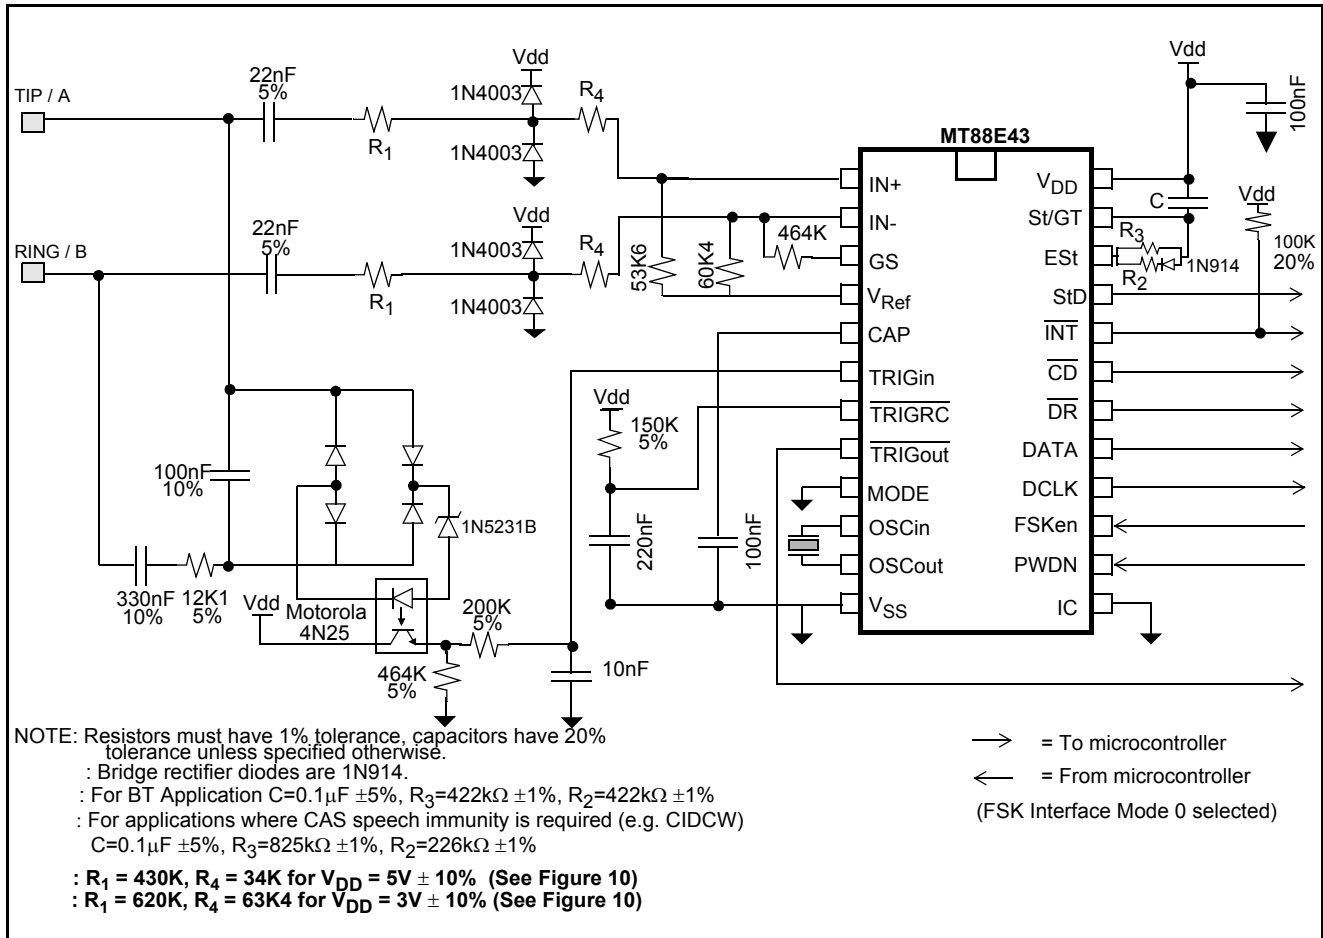 Vdd
Vdd
22nF
5%
TIP / A
1N4003
R4
100nF
R1
1N4003
MT88E43
IN+
VDD
C
Vdd
22nF
5%
Vdd
RING / B
1N4003
R4
464K
IN-
St/GT
R3
100K
20%
GS
ESt
R2
1N914
53K6
60K4
R1
1N4003
VRef
StD
CAP
INT
TRIGin
CD
Vdd
150K
5%
TRIGRC
DR
TRIGout
DATA
100nF
10%
MODE
DCLK
1N5231B
OSCin
FSKen
220nF
100nF
OSCout
PWDN
330nF
10%
12K1
5%
Vdd
Motorola
4N25
200K
5%
VSS
IC
464K
5%
10nF
NOTE: Resistors must have 1% tolerance, capacitors have 20%
tolerance unless specified otherwise.
: Bridge rectifier diodes are 1N914.
: For BT Application C=0.1μF ±5%, R3=422kΩ ±1%, R2=422kΩ ±1%
: For applications where CAS speech immunity is required (e.g. CIDCW)
C=0.1μF ±5%, R3=825kΩ ±1%, R2=226kΩ ±1%
: R1 = 430K, R4 = 34K for VDD = 5V ± 10% (See Figure 10)
: R1 = 620K, R4 = 63K4 for VDD = 3V ± 10% (See Figure 10)
= To microcontroller
= From microcontroller
(FSK Interface Mode 0 selected)